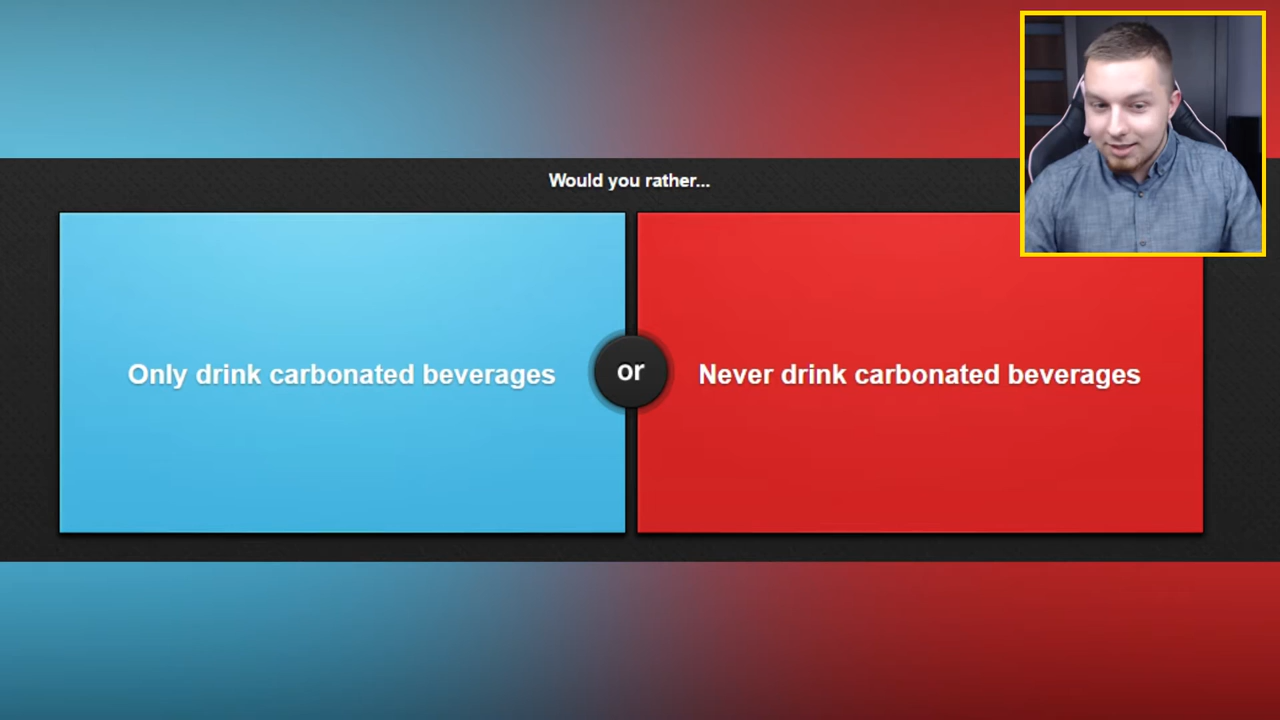 Would you rather...
Only drink carbonated beverages
or
Never drink carbonated beverages